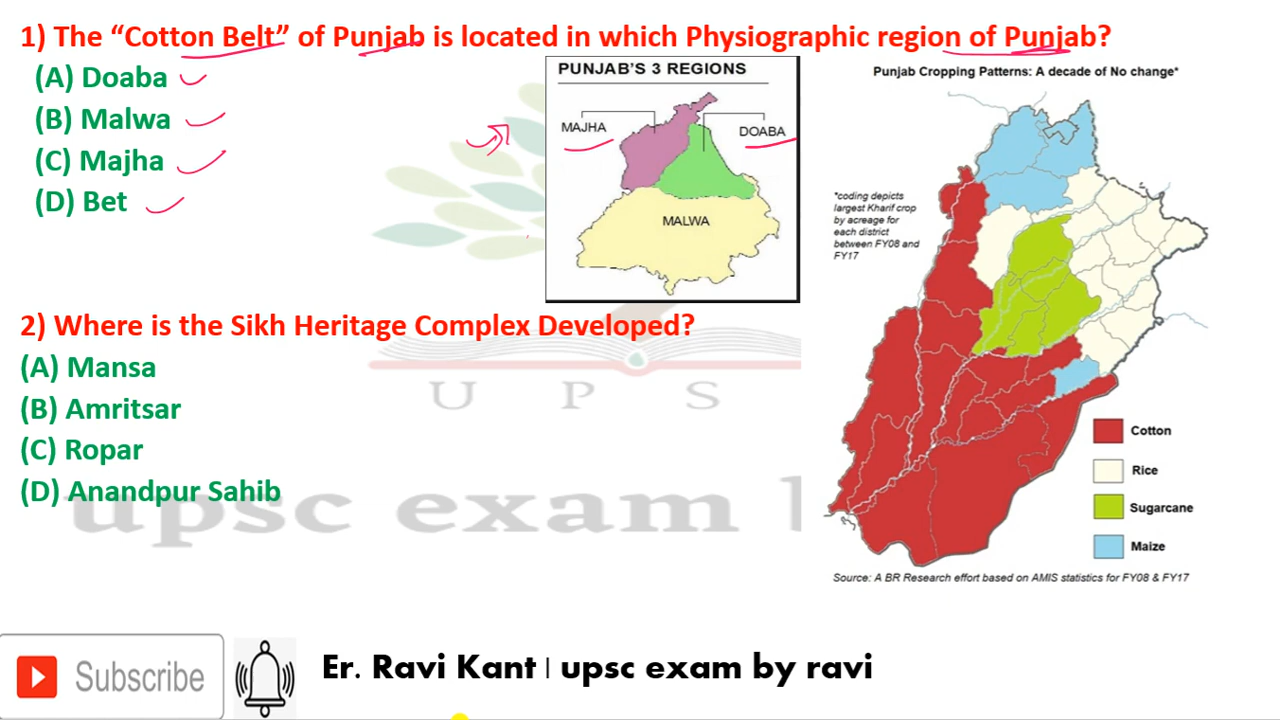 1) The “Cotton Belt” of Punjab is located in which Physiographic region of Punjab?
(A) Doaba
(B) Malwa
(C) Majha
(D) Bet
PUNJAB'S 3 REGIONS
MAJHA
DOABA
MALWA
Punjab Cropping Patterns: A decade of No change*
*coding depicts
largest Kharif crop
by acreage for
each district
between FY08 and
FY17
Cotton
Rice
Sugarcane
Maize
Source: A BR Research effort based on AMIS statistics for FY08 & FY17
2) Where is the Sikh Heritage Complex Developed?
(A) Mansa
(B) Amritsar
(C) Ropar
(D) Anandpur Sahib
U P S
upsc exam b
Subscribe
Er. Ravi Kant | upsc exam by ravi